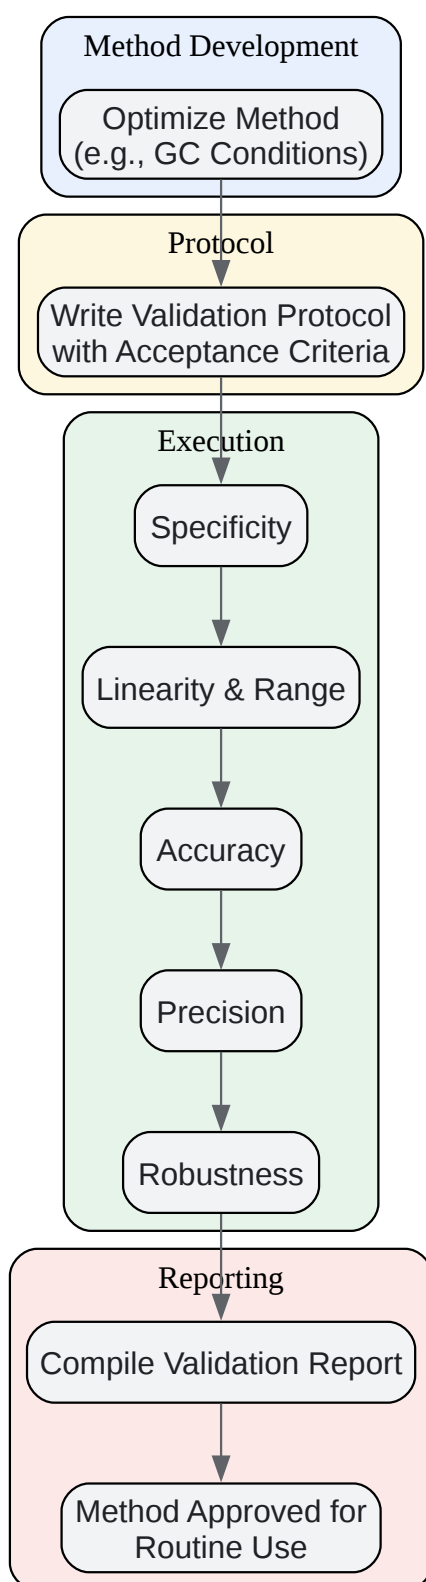 Method Development
Optimize Method
(e.g., GC Conditions)
Protocol
Write Validation Protocol
with Acceptance Criteria
Execution
Specificity
Linearity & Range
Accuracy
Precision
Robustness
Reporting
Compile Validation Report
Method Approved for
Routine Use